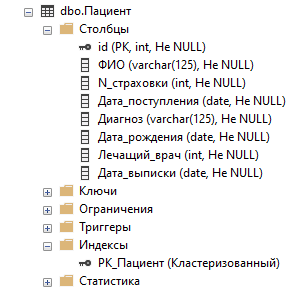 dbo.Пациент
Столбцы
id (PK, int, Не NULL)
ФИО (varchar(125), Не NULL)
N_страховки (int, Не NULL)
Дата_поступления (date, Не NULL)
Диагноз (varchar(125), Не NULL)
Дата_рождения (date, Не NULL)
Лечащий_врач (int, Не NULL)
Дата_выписки (date, Не NULL)
Ключи
Ограничения
Триггеры
Индексы
PK_Пациент (Кластеризованный)
Статистика